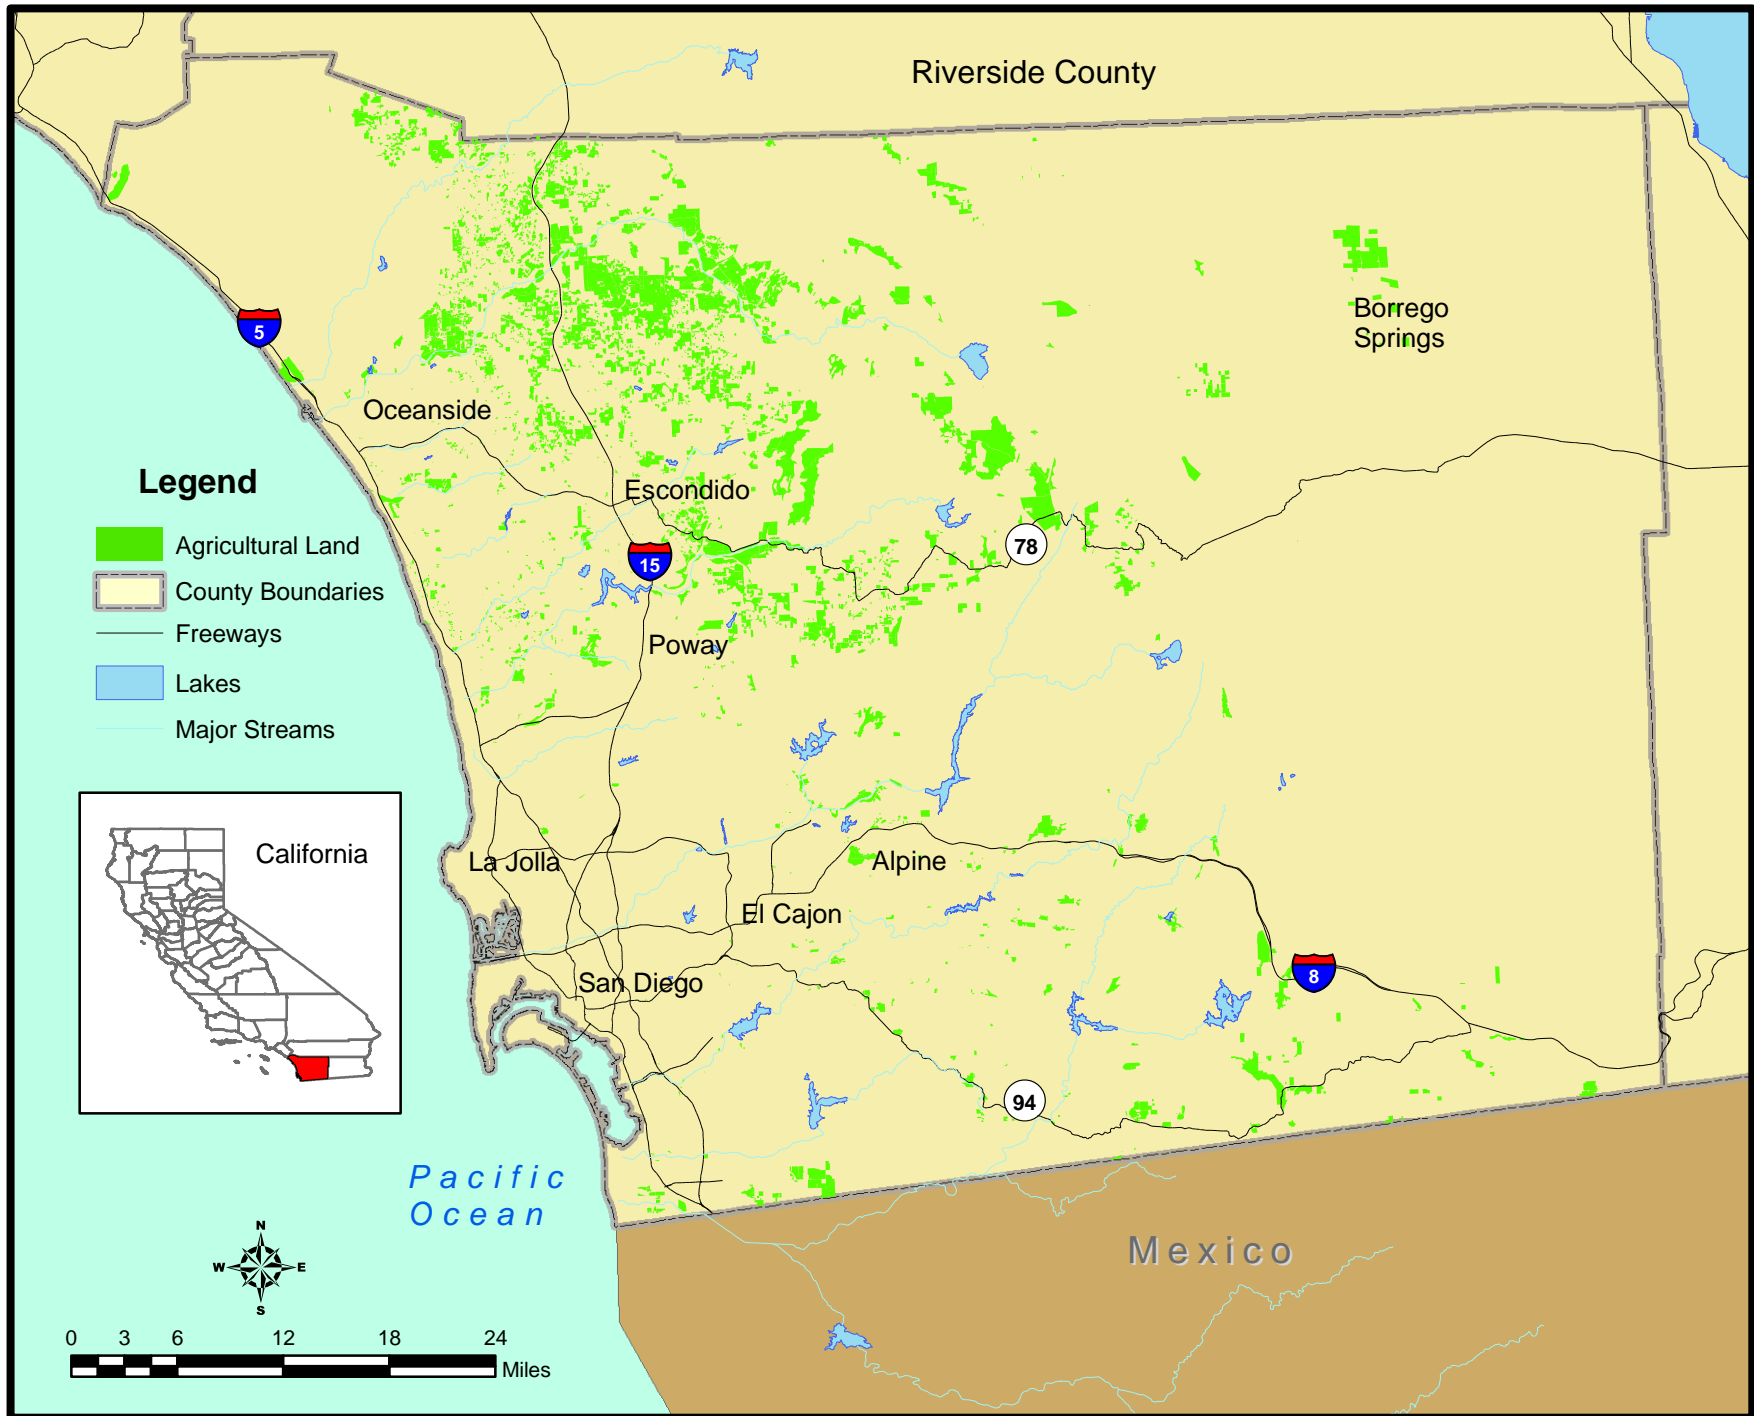 Riverside County
Borrego
Springs
5
Oceanside
Legend
Escondido
Agricultural Land
78
15
County Boundaries
Freeways
Poway
Lakes
Major Streams
California
La Jolla
Alpine
El Cajon
8
San Diego
94
Pacific
Ocean
Mexico
N
W E
S
0 3 6 12 18 24
Miles